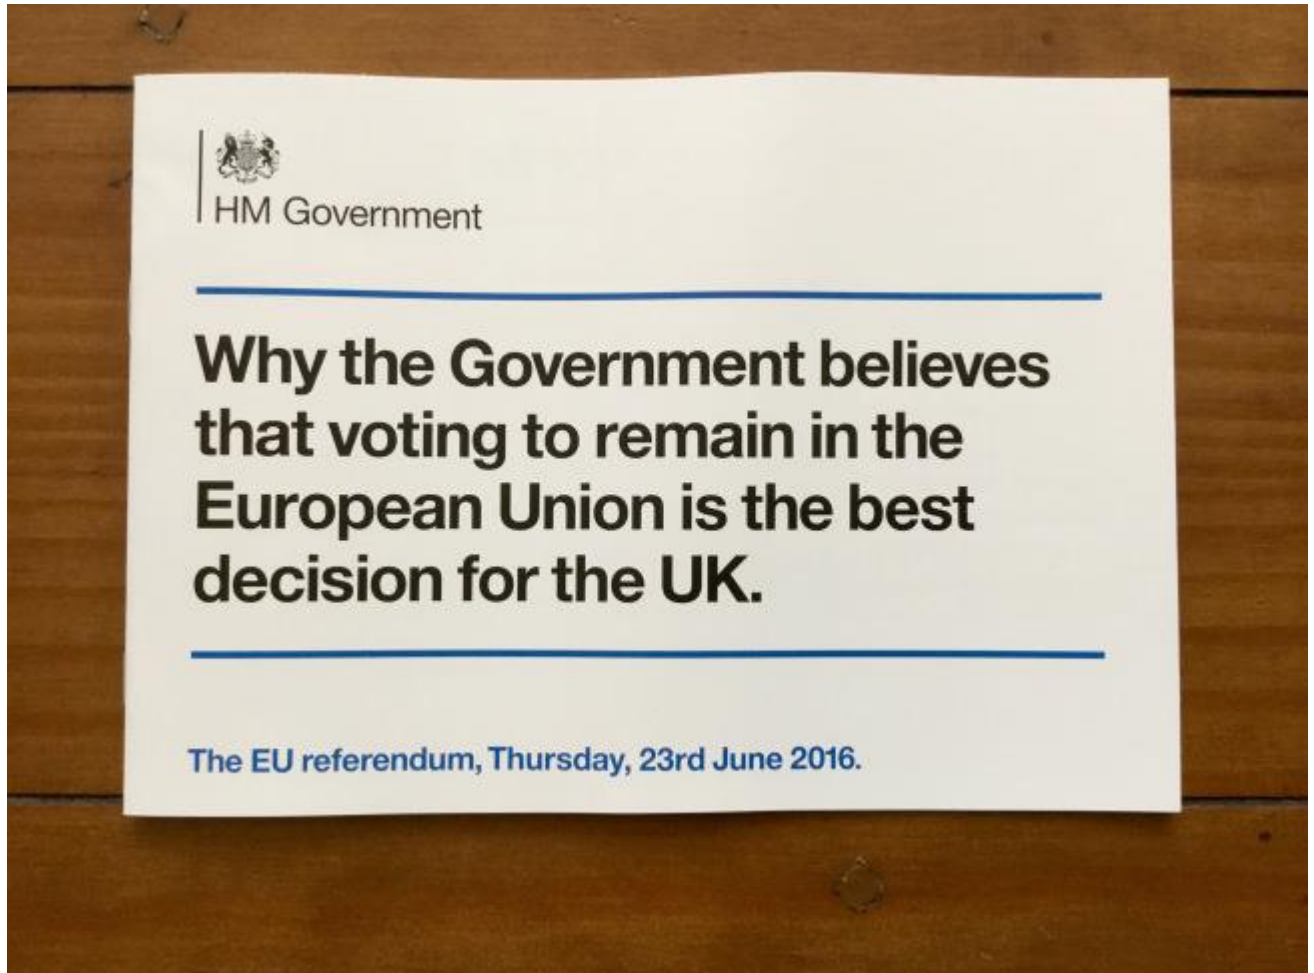 HM Government
Why the Government believes
that voting to remain in the
European Union is the best
decision for the UK.
The EU referendum, Thursday, 23rd June 2016.